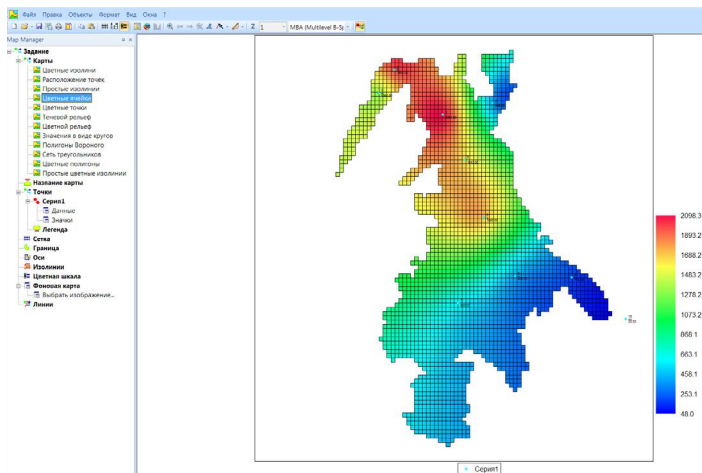 Файл Правка Объекты Формат Вид Окна ?
Z 1 MBA (Multilevel B-Sp
Map Manager
Задание
Карты
Цветные изолини
Расположение точек
Простые изолинии
Цветные ячейки
Цветные точки
Теневой рельеф
Цветной рельеф
Значения в виде кругов
Полигоны Вороного
Сеть треугольников
Цветные полигоны
Простые цветные изолинии
Название карты
Точки
Серия1
Данные
Значки
Легенда
Сетка
Граница
Оси
Изолинии
Цветная шкала
Фоновая карта
Выбрать изображение...
Линии
2098.3
1893.2
1688.2
1483.2
1278.2
1073.2
868.1
663.1
458.1
253.1
48.0
Серия1